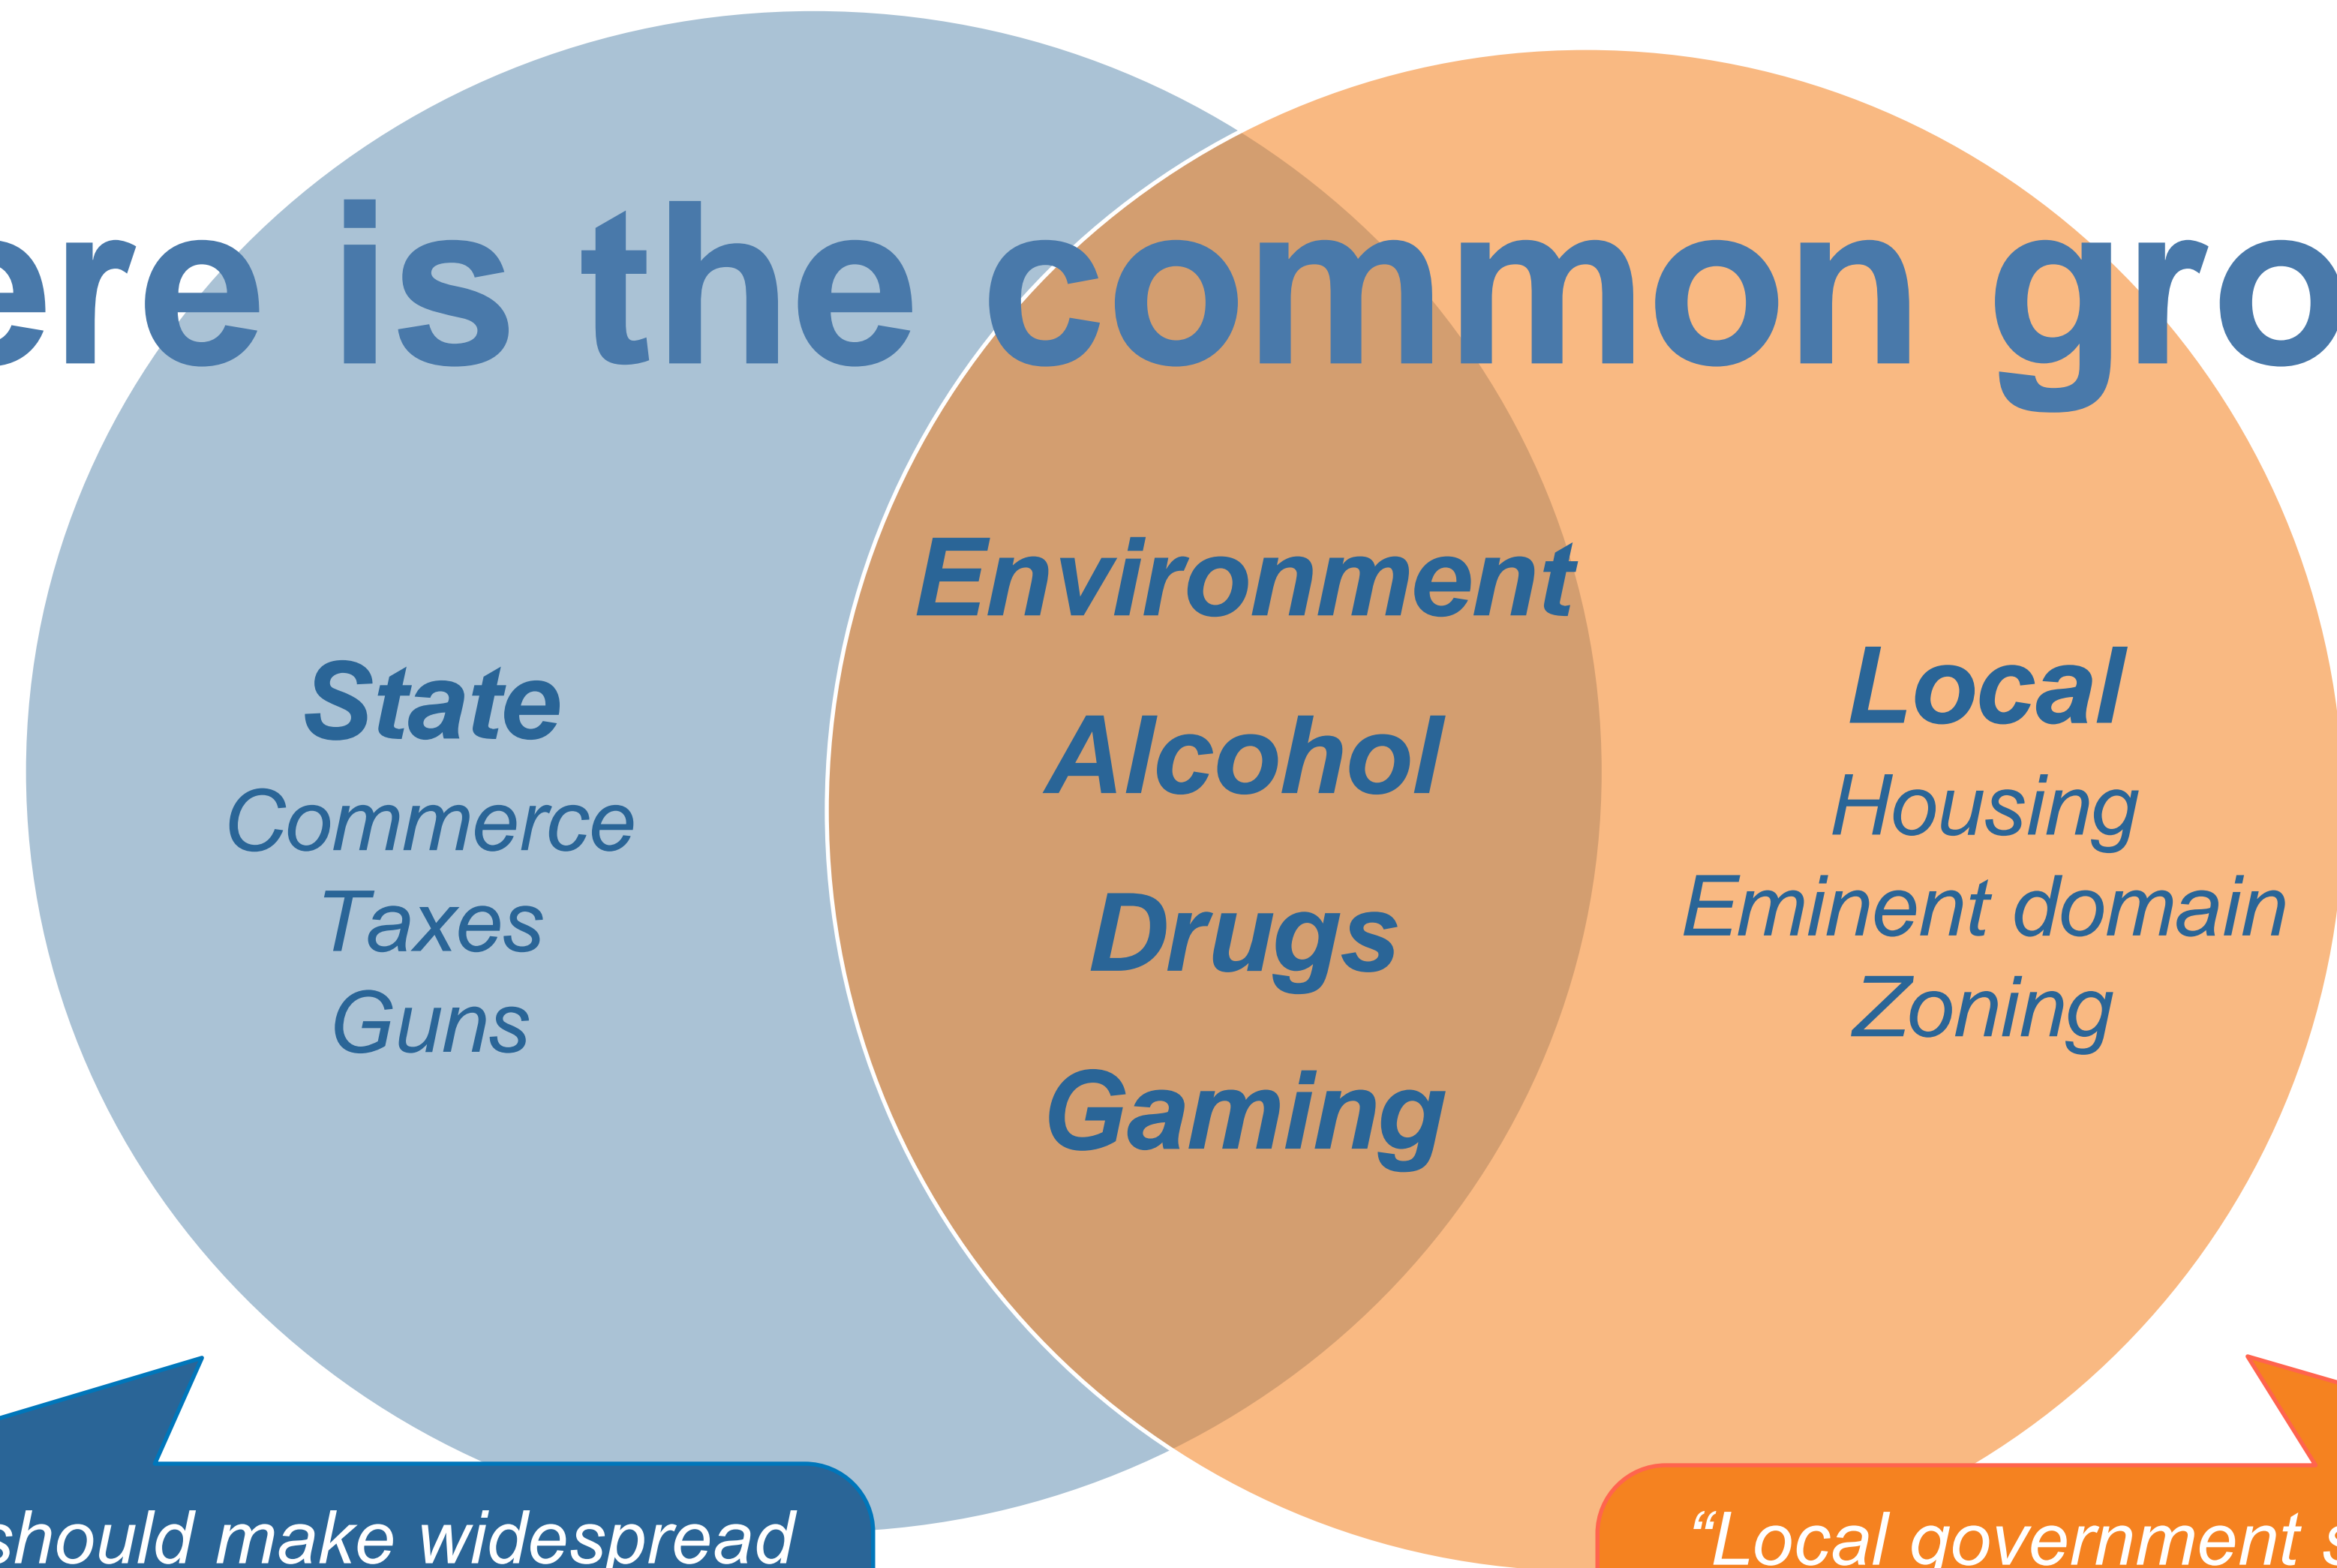 ere is the common gro
Environment
Alcohol
Drugs
Gaming
State
Commerce
Taxes
Guns
Local
Housing
Eminent domain
Zoning
should make widespread
“Local government s